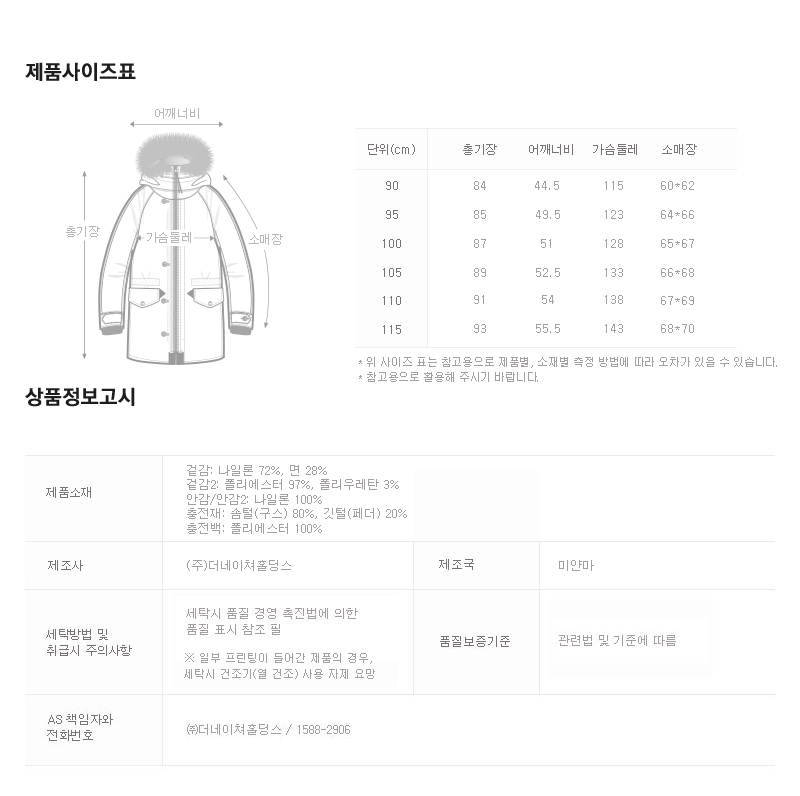 제품사이즈표
어깨너비
총기장
가슴둘레
소매장
단위(cm) 총기장 어깨너비 가슴둘레 소매장
90 84 44.5 115 60*62
95 85 49.5 123 64*66
100 87 51 128 65*67
105 89 52.5 133 66*68
110 91 54 138 67*69
115 93 55.5 143 68*70
* 위 사이즈 표는 참고용으로 제품별, 소재별 측정 방법에 따라 오차가 있을 수 있습니다.
* 참고용으로 활용해 주시기 바랍니다.
상품정보고시
제품소재
겉감: 나일론 72%, 면 28%
겉감2: 폴리에스터 97%, 폴리우레탄 3%
안감/안감2: 나일론 100%
충전재: 솜털(구스) 80%, 깃털(페더) 20%
충전백: 폴리에스터 100%
제조사 (주)더네이쳐홀딩스 제조국 미얀마
세탁방법 및
취급시 주의사항
세탁시 품질 경영 촉진법에 의한
품질 표시 참조 필
※ 일부 프린팅이 들어간 제품의 경우,
세탁시 건조기(열 건조) 사용 자제 요망
품질보증기준 관련법 및 기준에 따름
AS 책임자와
전화번호
㈜더네이쳐홀딩스 / 1588-2906